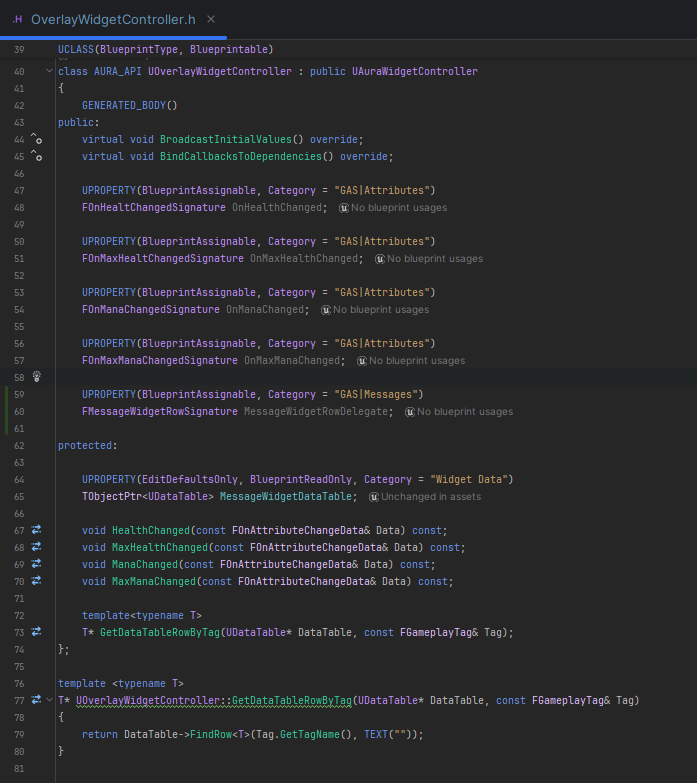 .H OverlayWidgetController.h ×
39 UCLASS(BlueprintType, Blueprintable)
40 class AURA_API UOverlayWidgetController : public UAuraWidgetController
41 {
42 GENERATED_BODY()
43 public:
44 virtual void BroadcastInitialValues() override;
45 virtual void BindCallbacksToDependencies() override;
46
47 UPROPERTY(BlueprintAssignable, Category = "GAS|Attributes")
48 FOnHealtChangedSignature OnHealthChanged; No blueprint usages
49
50 UPROPERTY(BlueprintAssignable, Category = "GAS|Attributes")
51 FOnMaxHealtChangedSignature OnMaxHealthChanged; No blueprint usages
52
53 UPROPERTY(BlueprintAssignable, Category = "GAS|Attributes")
54 FOnManaChangedSignature OnManaChanged; No blueprint usages
55
56 UPROPERTY(BlueprintAssignable, Category = "GAS|Attributes")
57 FOnMaxManaChangedSignature OnMaxManaChanged; No blueprint usages
58
59 UPROPERTY(BlueprintAssignable, Category = "GAS|Messages")
60 FMessageWidgetRowSignature MessageWidgetRowDelegate; No blueprint usages
61
62 protected:
63
64 UPROPERTY(EditDefaultsOnly, BlueprintReadOnly, Category = "Widget Data")
65 TObjectPtr<UDataTable> MessageWidgetDataTable; Unchanged in assets
66
67 void HealthChanged(const FOnAttributeChangeData& Data) const;
68 void MaxHealthChanged(const FOnAttributeChangeData& Data) const;
69 void ManaChanged(const FOnAttributeChangeData& Data) const;
70 void MaxManaChanged(const FOnAttributeChangeData& Data) const;
71
72 template<typename T>
73 T* GetDataTableRowByTag(UDataTable* DataTable, const FGameplayTag& Tag);
74 };
75
76 template <typename T>
77 T* UOverlayWidgetController::GetDataTableRowByTag(UDataTable* DataTable, const FGameplayTag& Tag)
78 {
79 return DataTable->FindRow<T>(Tag.GetTagName(), TEXT(""));
80 }
81